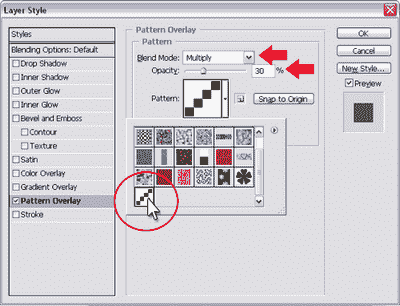 Layer Style
Styles
Blending Options: Default
Drop Shadow
Inner Shadow
Outer Glow
Inner Glow
Bevel and Emboss
Contour
Texture
Satin
Color Overlay
Gradient Overlay
Pattern Overlay
Stroke
Pattern Overlay
Pattern
Blend Mode: Multiply
Opacity: 30 %
Pattern:
Snap to Origin
OK
Cancel
New Style...
Preview